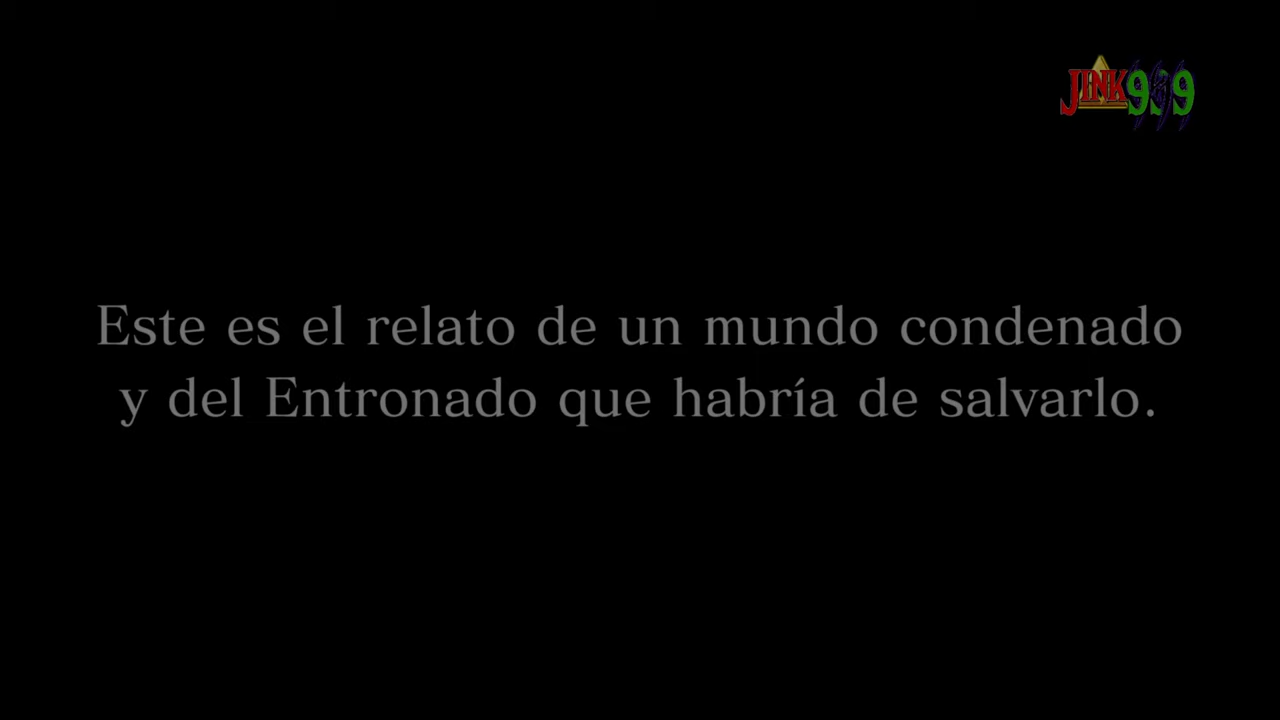 JINK999
Este es el relato de un mundo condenado
y del Entronado que habría de salvarlo.